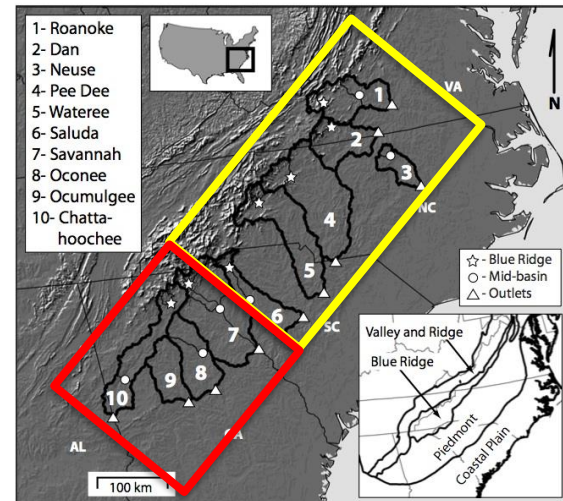 1- Roanoke
2- Dan
3- Neuse
4- Pee Dee
5- Wateree
6- Saluda
7- Savannah
8- Oconee
9- Ocumulgee
10- Chatta-
hoochee
VA
N
1
2
3
NC
4
5
☆- Blue Ridge
○- Mid-basin
△- Outlets
6
SC
7
8
9
10
GA
AL
100 km
Valley and Ridge
Blue Ridge
Piedmont
Coastal Plain